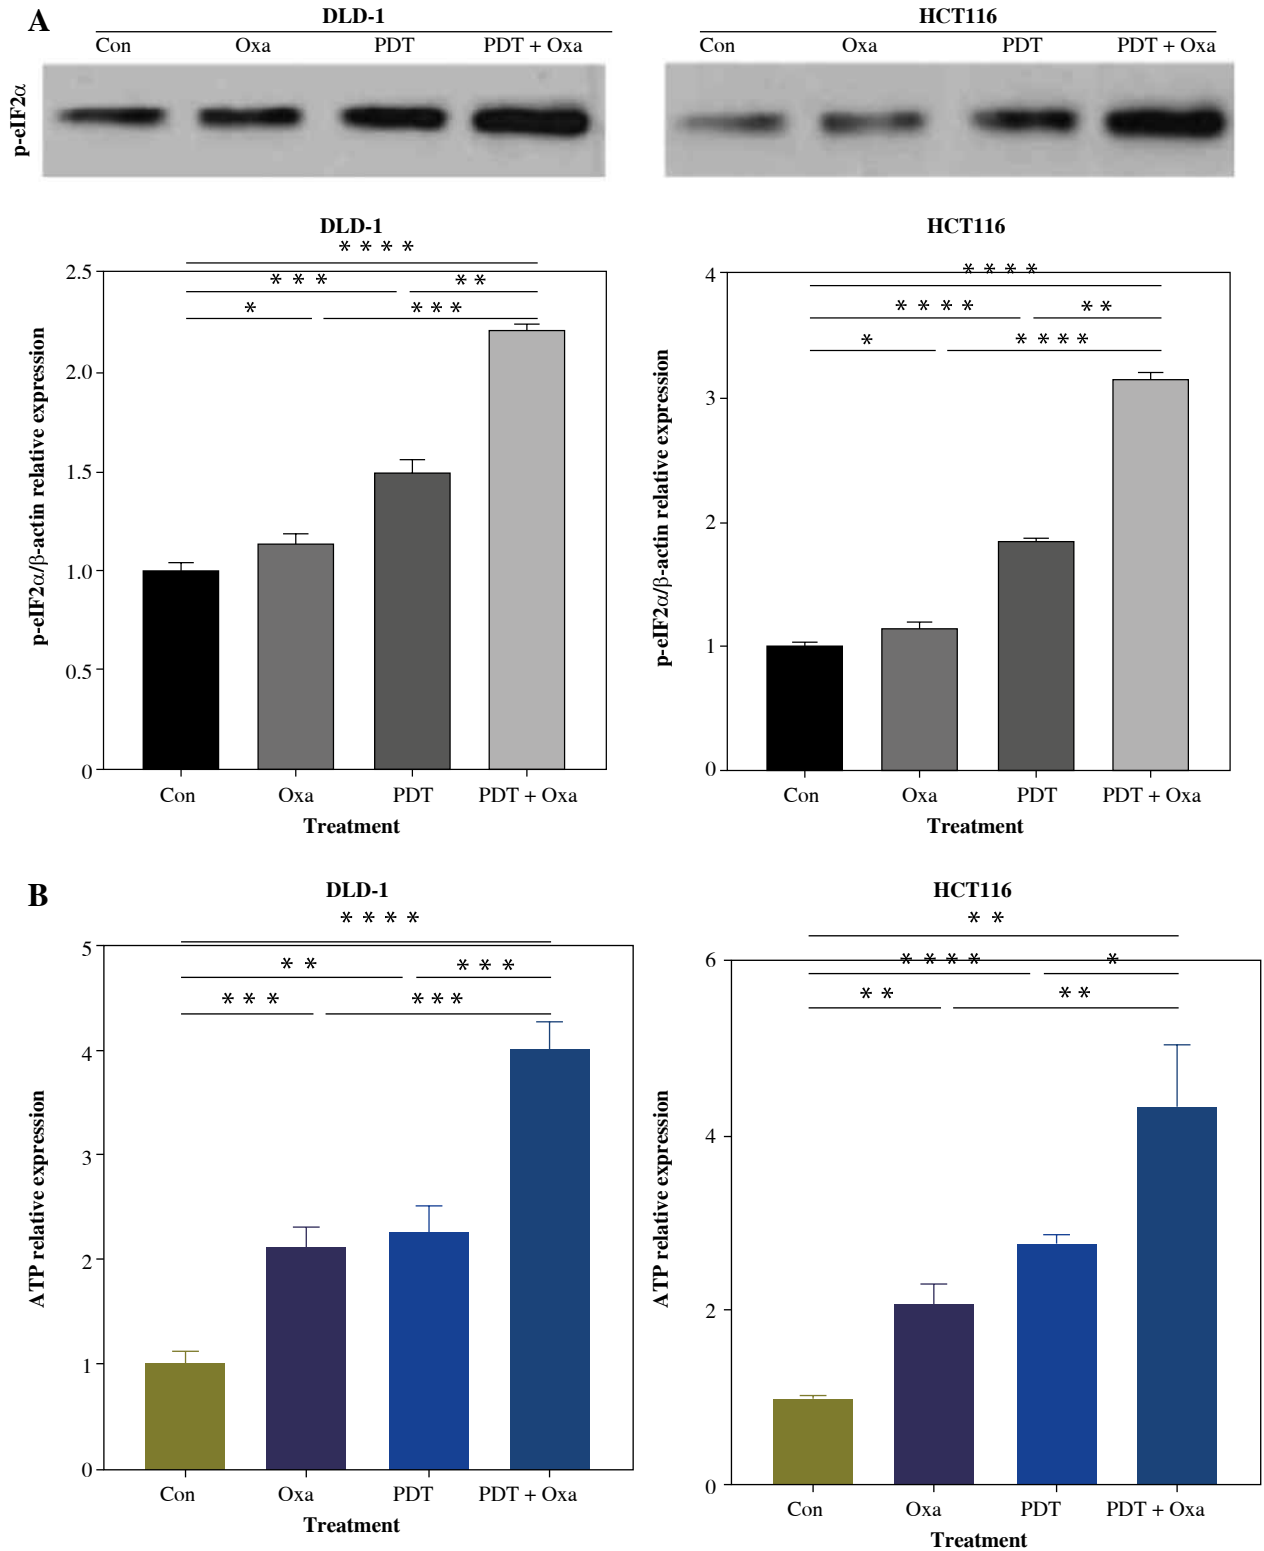 A
DLD-1
HCT116
Con Oxa PDT PDT + Oxa
Con Oxa PDT PDT + Oxa
p-eIF2α
DLD-1
* * * *
* * *
* *
*
* * *
2.5
2.0
1.5
1.0
0.5
0
p-eIF2α/β-actin relative expression
Con Oxa PDT PDT + Oxa
Treatment
HCT116
* * * *
* * * *
* *
*
* * * *
4
3
2
1
0
p-eIF2α/β-actin relative expression
Con Oxa PDT PDT + Oxa
Treatment
B
DLD-1
* * * *
* *
* * *
* * *
* * *
5
4
3
2
1
0
ATP relative expression
Con Oxa PDT PDT + Oxa
Treatment
HCT116
* *
* * * *
*
* *
* *
6
4
2
0
ATP relative expression
Con Oxa PDT PDT + Oxa
Treatment